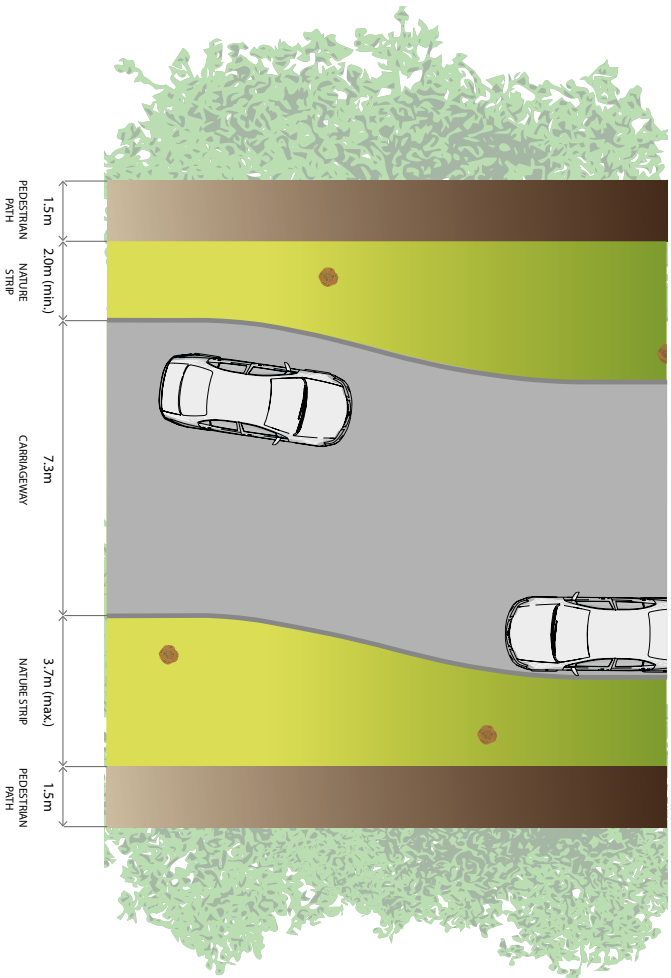 1.5m
PEDESTRIAN
PATH
2.0m (min.)
NATURE
STRIP
7.3m
CARRIAGEWAY
3.7m (max.)
NATURE STRIP
1.5m
PEDESTRIAN
PATH